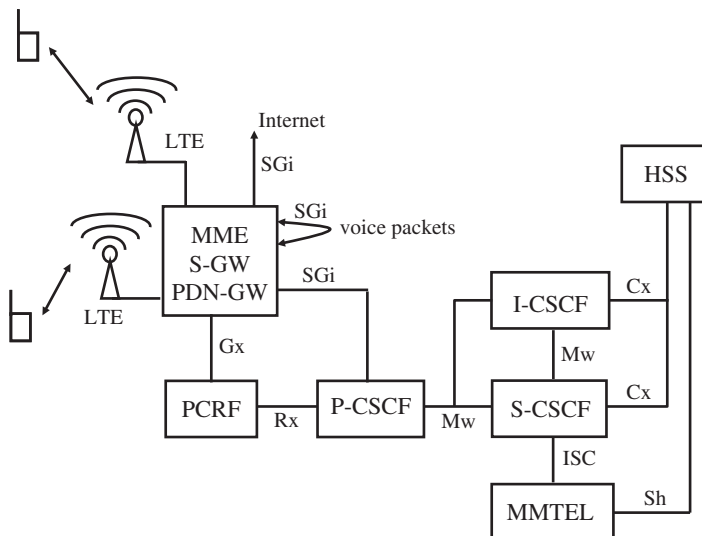 Internet
LTE
SGi
HSS
MME
S-GW
PDN-GW
SGi
voice packets
SGi
LTE
I-CSCF
Cx
Gx
Mw
PCRF
Rx
P-CSCF
Mw
S-CSCF
Cx
ISC
MMTEL
Sh